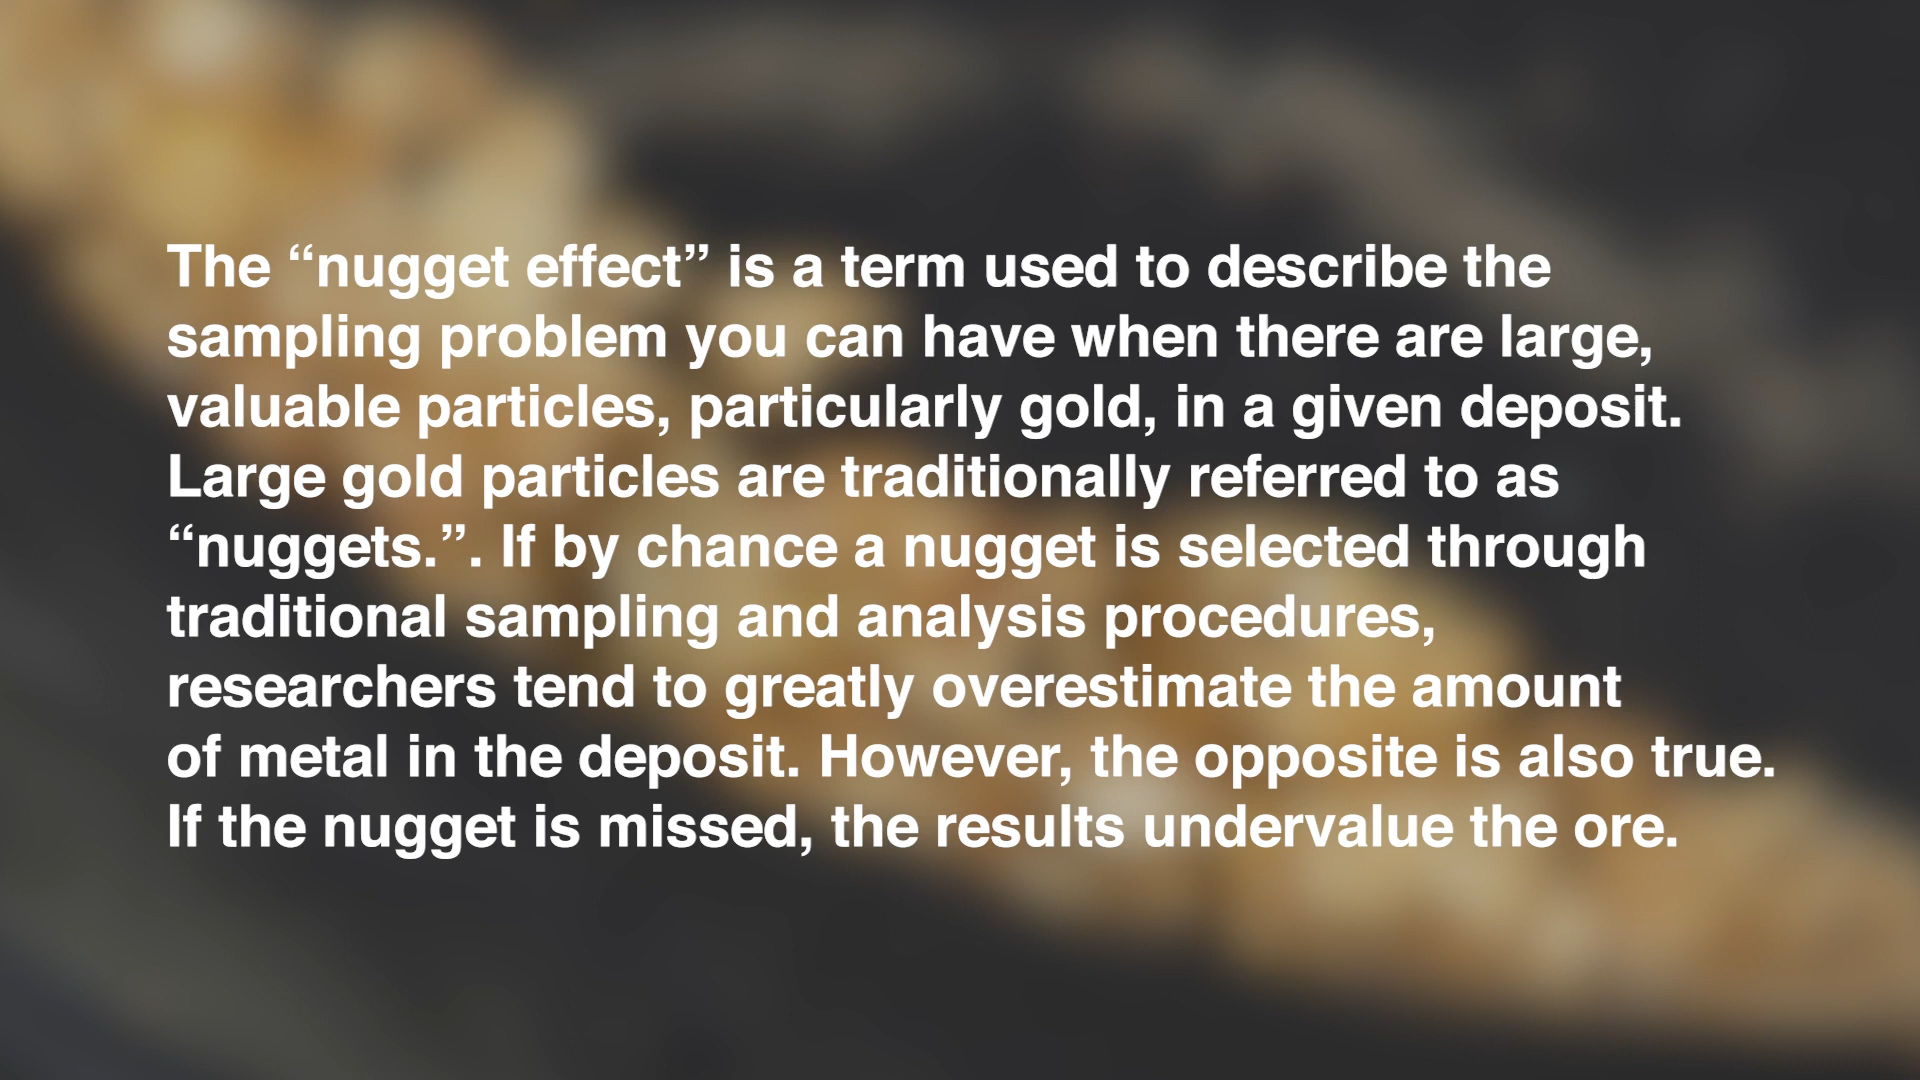 The “nugget effect” is a term used to describe the
sampling problem you can have when there are large,
valuable particles, particularly gold, in a given deposit.
Large gold particles are traditionally referred to as
“nuggets.”. If by chance a nugget is selected through
traditional sampling and analysis procedures,
researchers tend to greatly overestimate the amount
of metal in the deposit. However, the opposite is also true.
If the nugget is missed, the results undervalue the ore.